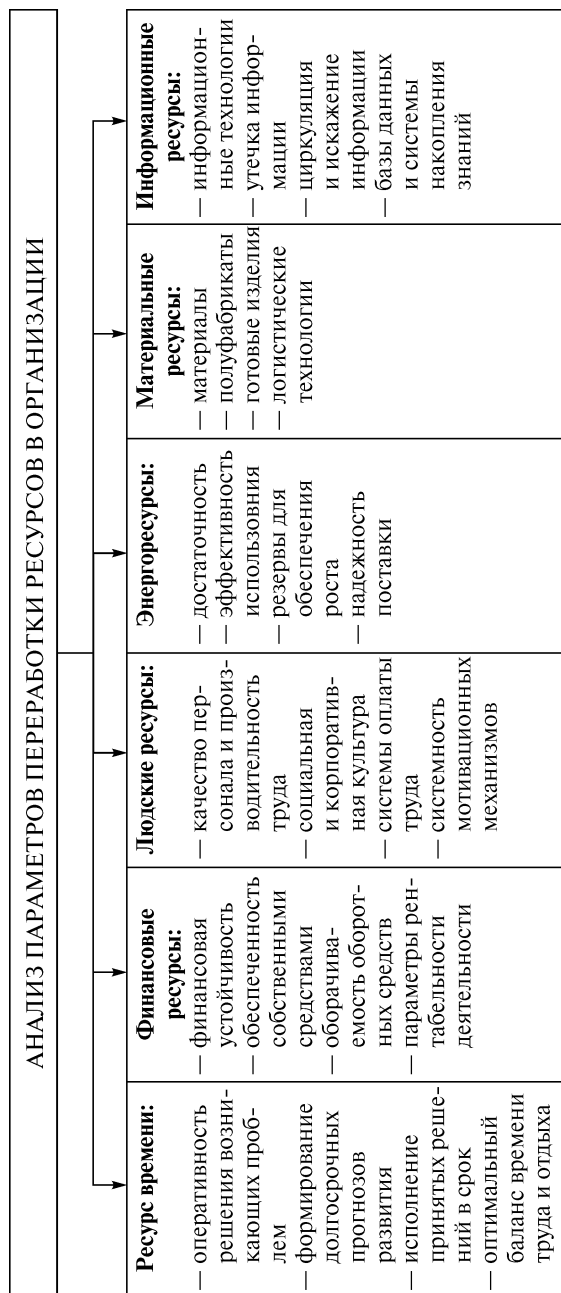 АНАЛИЗ ПАРАМЕТРОВ ПЕРЕРАБОТКИ РЕСУРСОВ В ОРГАНИЗАЦИИ
Ресурс времени:
— оперативность
решения возни-
кающих проб-
лем
— формирование
долгосрочных
прогнозов
развития
— исполнение
принятых реше-
ний в срок
— оптимальный
баланс времени
труда и отдыха
Финансовые
ресурсы:
— финансовая
устойчивость
— обеспеченность
собственными
средствами
— оборачивае-
мость оборот-
ных средств
— параметры рен-
табельности
деятельности
Людские ресурсы:
— качество пер-
сонала и произ-
водительность
труда
— социальная
и корпоратив-
ная культура
— системы оплаты
труда
— системность
мотивационных
механизмов
Энергоресурсы:
— достаточность
— эффективность
использовния
— резервы для
обеспечения
роста
— надежность
поставки
Материальные
ресурсы:
— материалы
— полуфабрикаты
— готовые изделия
— логистические
технологии
Информационные
ресурсы:
— информацион-
ные технологии
— утечка инфор-
мации
— циркуляция
и искажение
информации
— базы данных
и системы
накопления
знаний